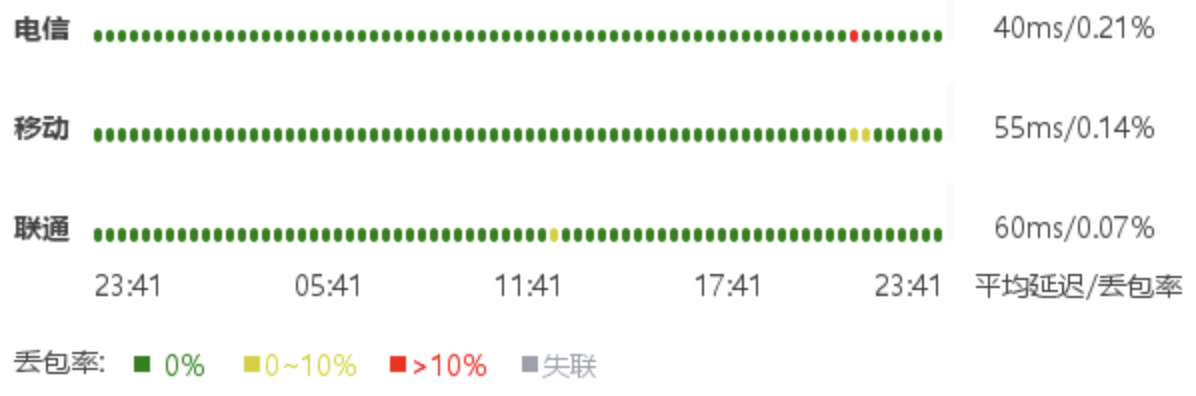 电信 40ms/0.21%
移动 55ms/0.14%
联通 60ms/0.07%
23:41 05:41 11:41 17:41 23:41 平均延迟/丢包率
丢包率: 0% 0~10% >10% 失联